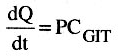 dQ/dt = PC_GIT